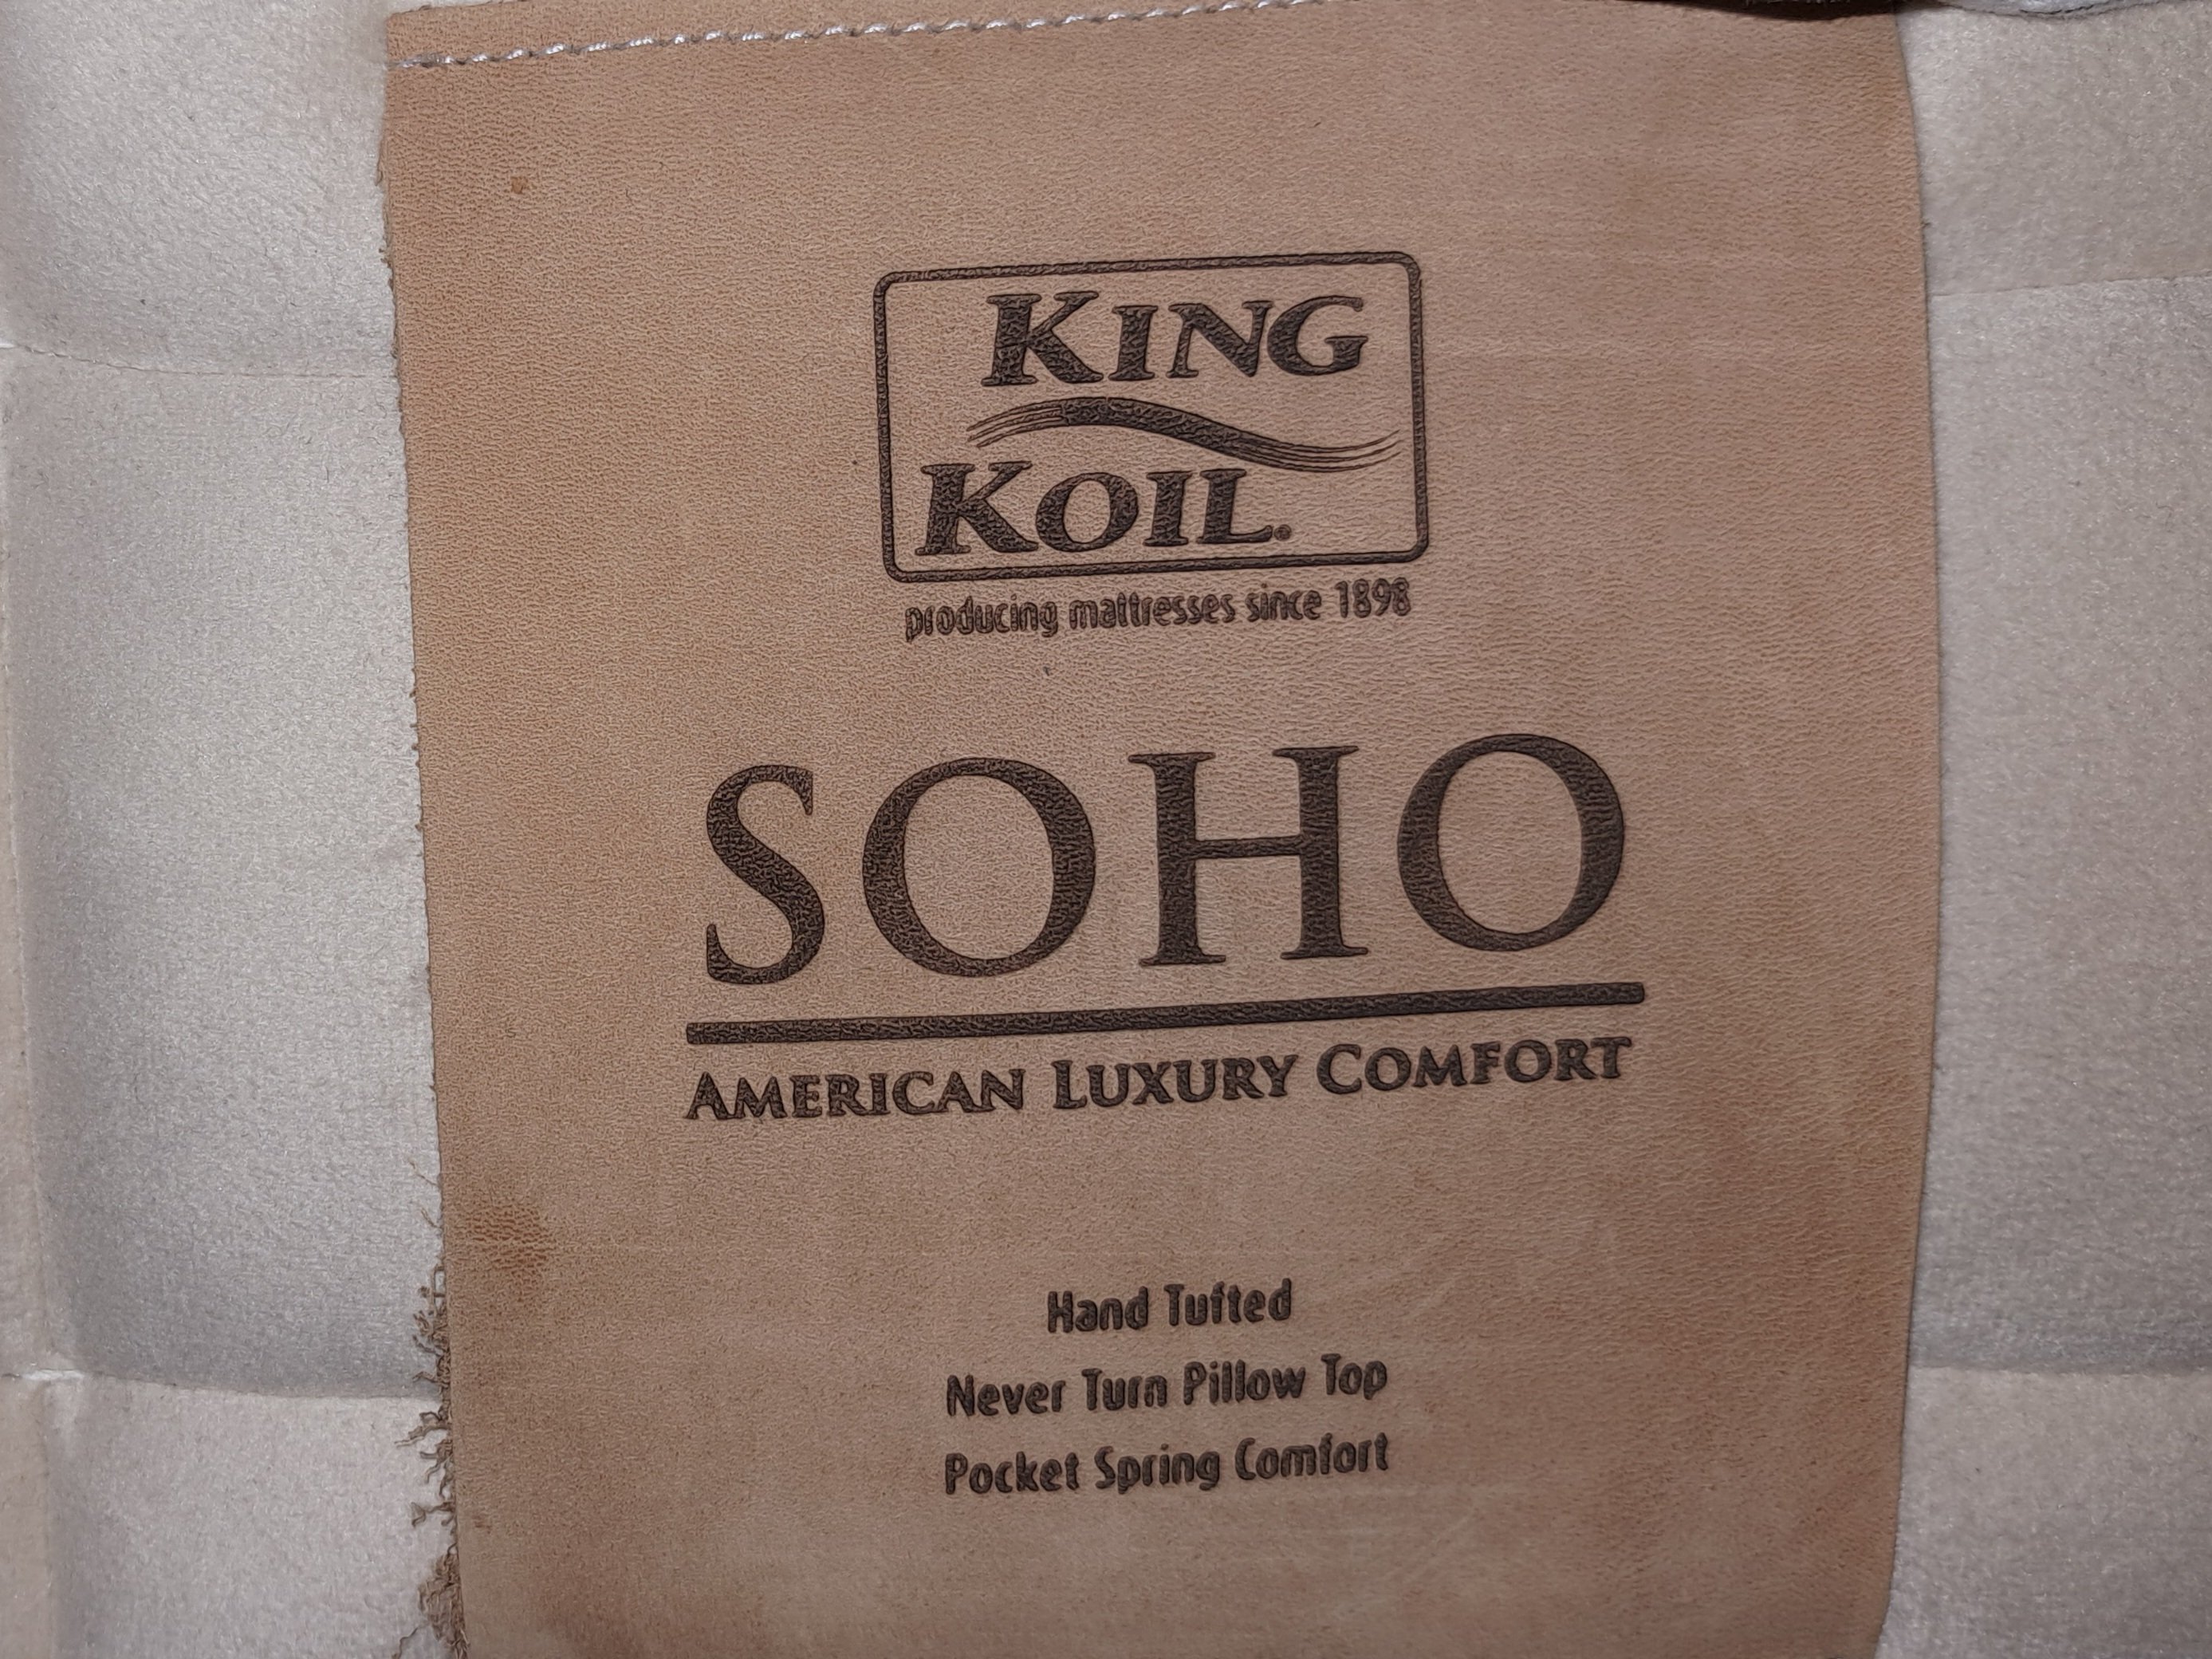 KING
KOIL
producing mattresses since 1898
SOHO
AMERICAN LUXURY COMFORT
Hand Tufted
Never Turn Pillow Top
Pocket Spring Comfort